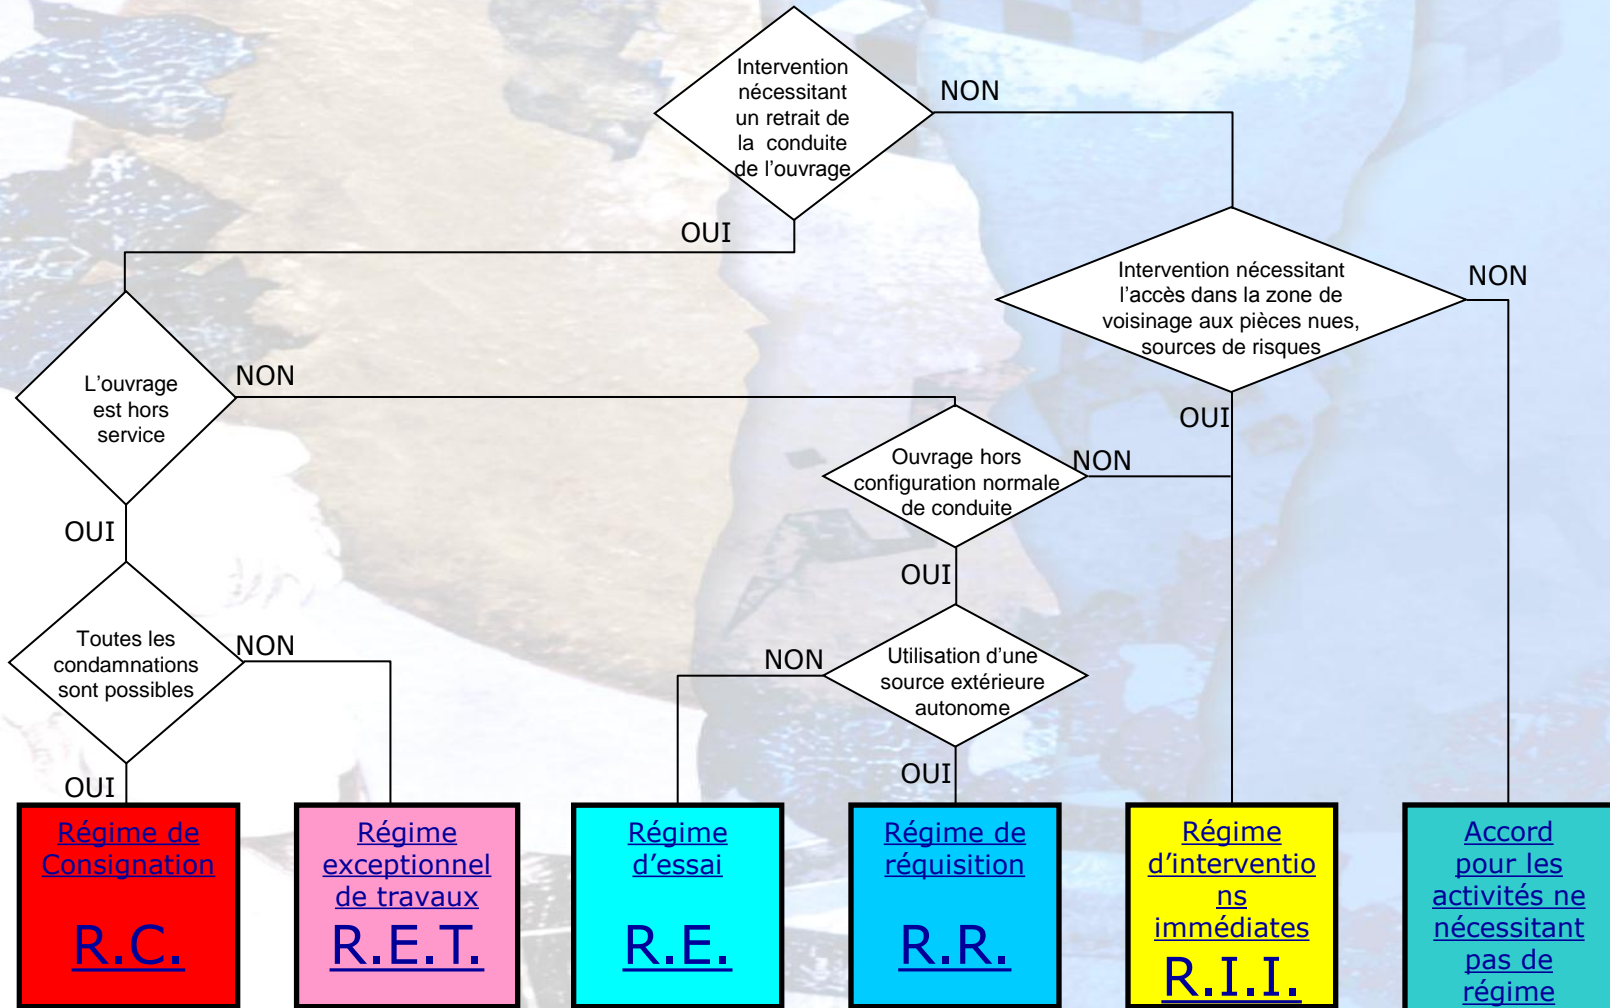 Intervention
nécessitant
un retrait de
la conduite
de l'ouvrage
NON
OUI
Intervention nécessitant
l'accès dans la zone de
voisinage aux pièces nues,
sources de risques
NON
OUI
L'ouvrage
est hors
service
NON
OUI
Ouvrage hors
configuration normale
de conduite
NON
OUI
Toutes les
condamnations
sont possibles
NON
OUI
Utilisation d'une
source extérieure
autonome
NON
OUI
Régime de
Consignation
R.C.
Régime
exceptionnel
de travaux
R.E.T.
Régime
d'essai
R.E.
Régime de
réquisition
R.R.
Régime
d'interventio
ns
immédiates
R.I.I.
Accord
pour les
activités ne
nécessitant
pas de
régime